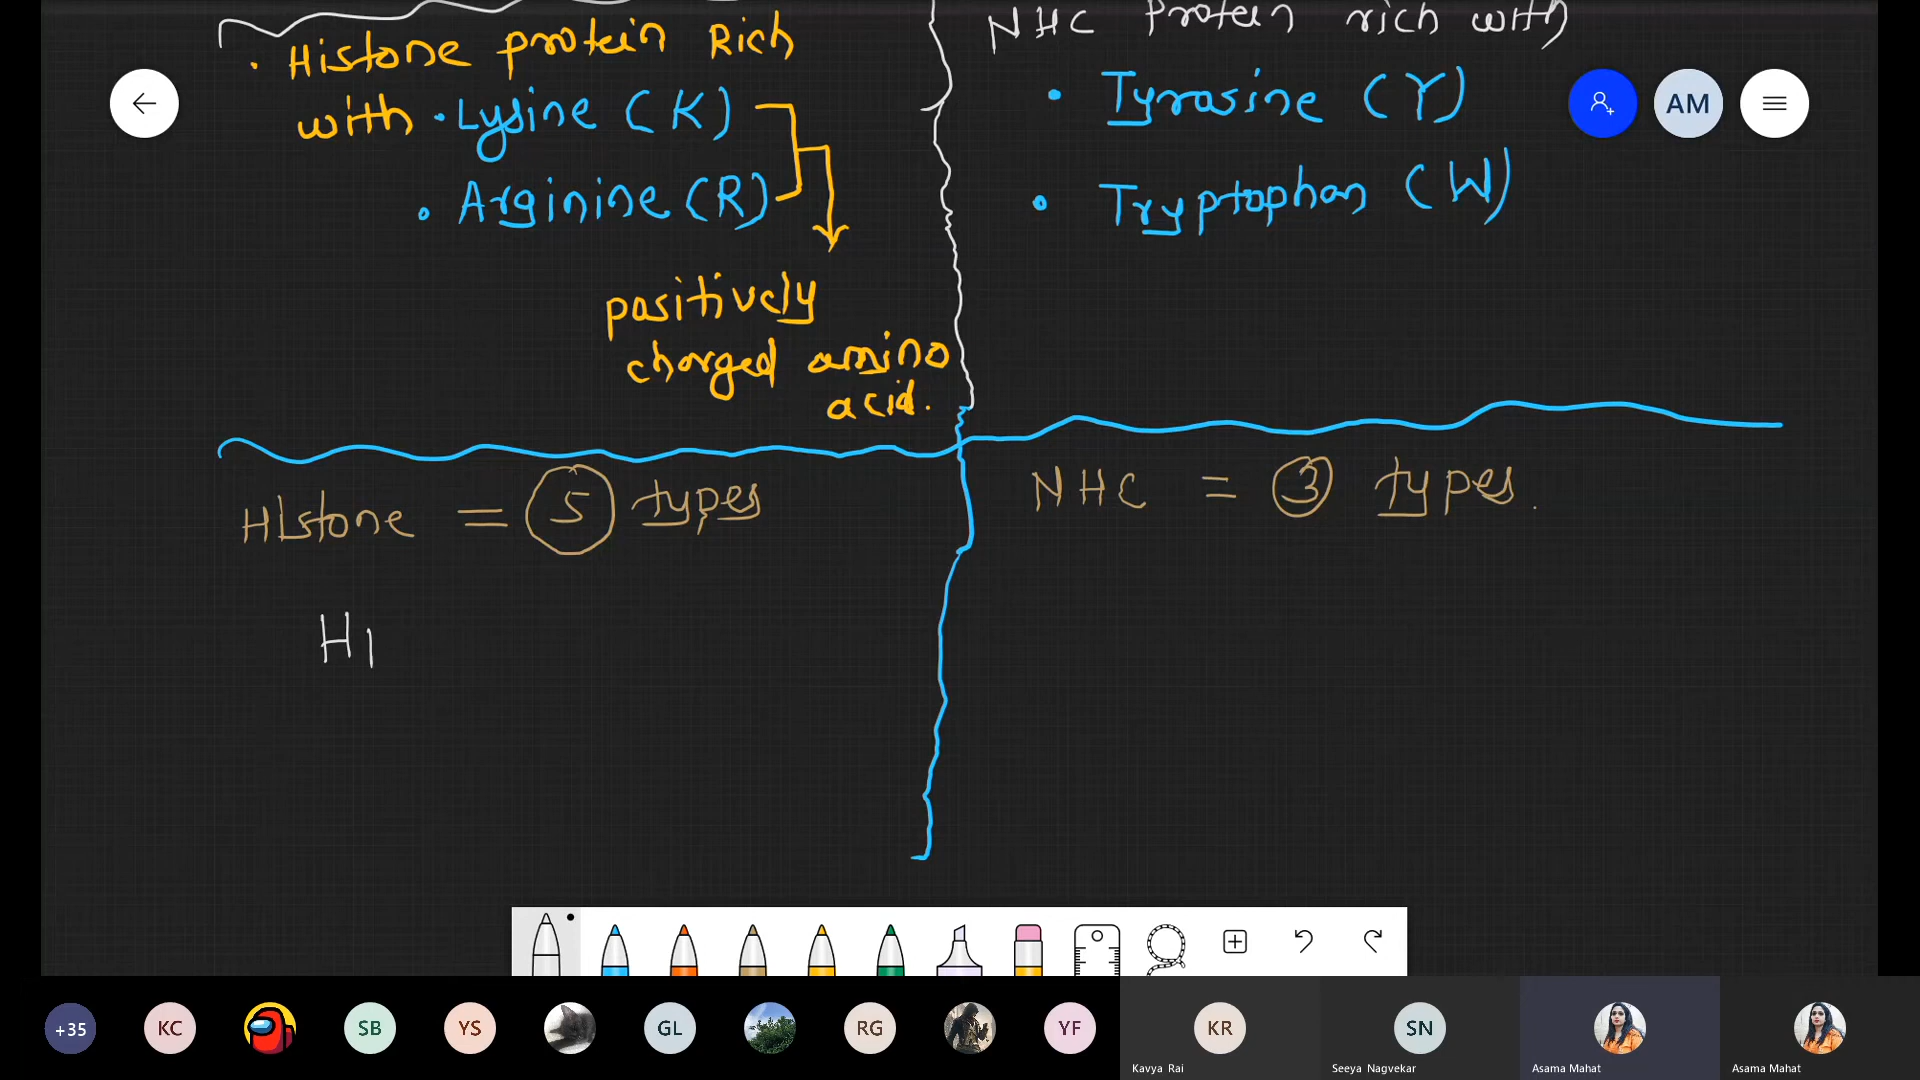 • Histone protein Rich
with • Lysine (K)
• Arginine (R)
positively
charged amino
acid.
NHC Protein rich with
• Tyrosine (Y)
• Tryptophan (W)
Histone = 5 types
NHC = 3 types.
H1
AM
+35
KC
SB
YS
GL
RG
YF
KR
Kavya Rai
SN
Seeya Nagvekar
Asama Mahat
Asama Mahat